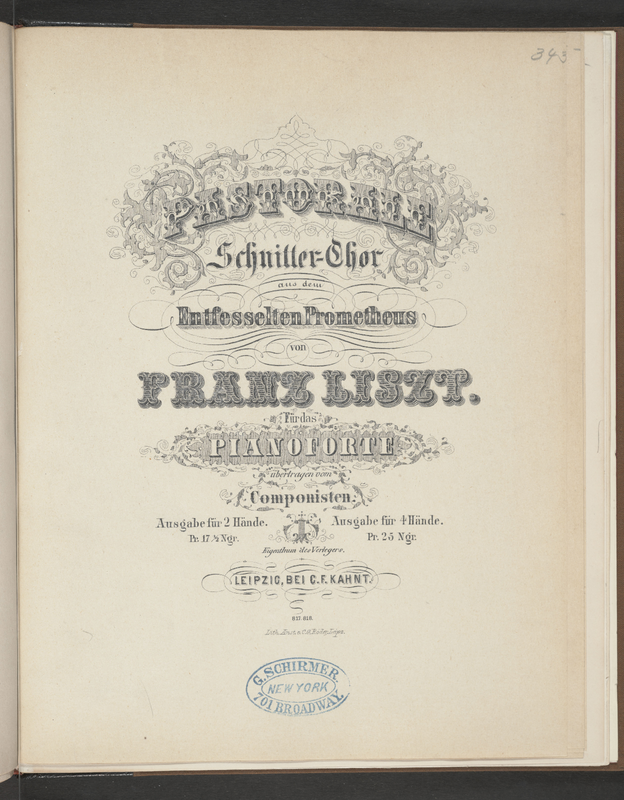 343-
PASTORALE
Schnitter-Chor
aus dem
Entfesselten Prometheus
von
FRANZ LISZT.
Für das
PIANOFORTE
übertragen vom
Componisten.
Ausgabe für 2 Hände.
Pr. 17 ½ Ngr.
Ausgabe für 4 Hände.
Pr. 25 Ngr.
Eigenthum des Verlegers.
LEIPZIG, BEI C. F. KAHNT.
G. SCHIRMER.
NEW YORK
701 BROADWAY.